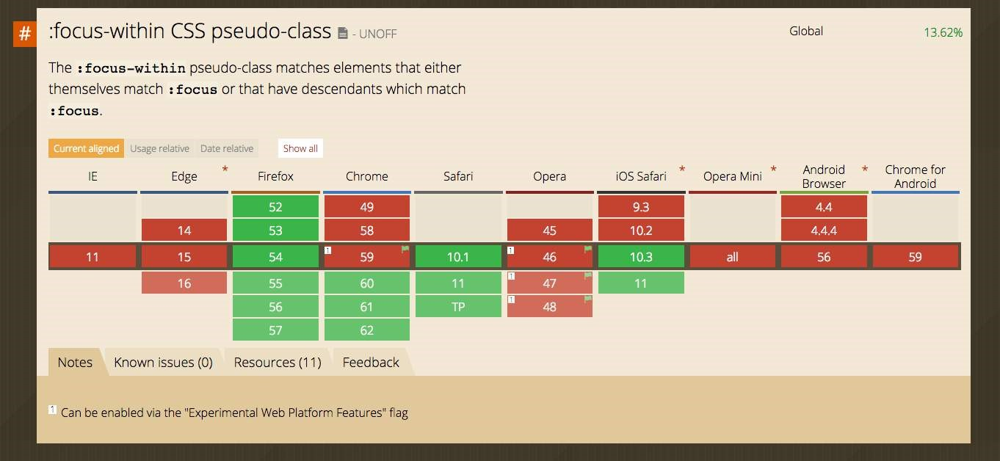 #
:focus-within CSS pseudo-class - UNOFF
Global 13.62%
The :focus-within pseudo-class matches elements that either
themselves match :focus or that have descendants which match
:focus.
Current aligned Usage relative Date relative Show all
IE Edge * Firefox Chrome Safari Opera iOS Safari * Opera Mini * Android Browser * Chrome for Android
52 49 9.3 4.4
14 53 58 45 10.2 4.4.4
11 15 54 1 59 10.1 1 46 10.3 all 56 59
16 55 60 11 1 47 11
56 61 TP 1 48
57 62
Notes Known issues (0) Resources (11) Feedback
1 Can be enabled via the "Experimental Web Platform Features" flag